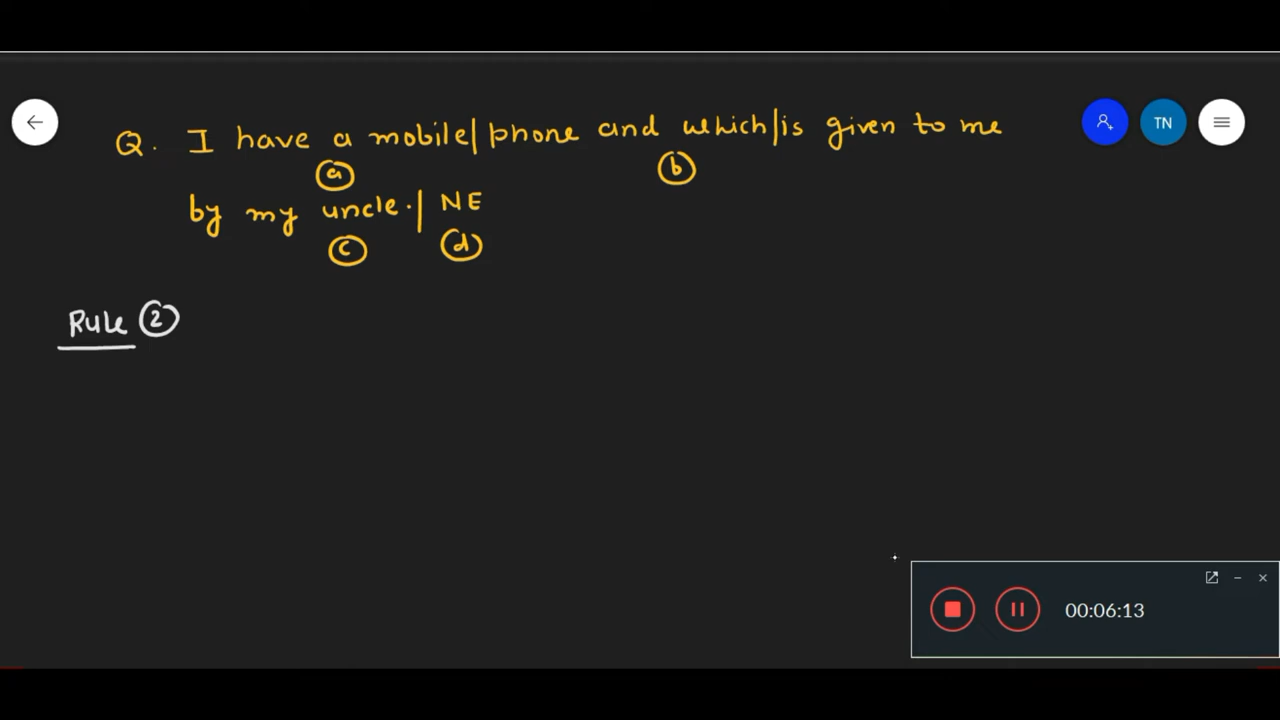 Q. I have a mobile/phone and which/is given to me
(a) (b)
by my uncle./NE
(c) (d)
Rule (2)
TN
00:06:13